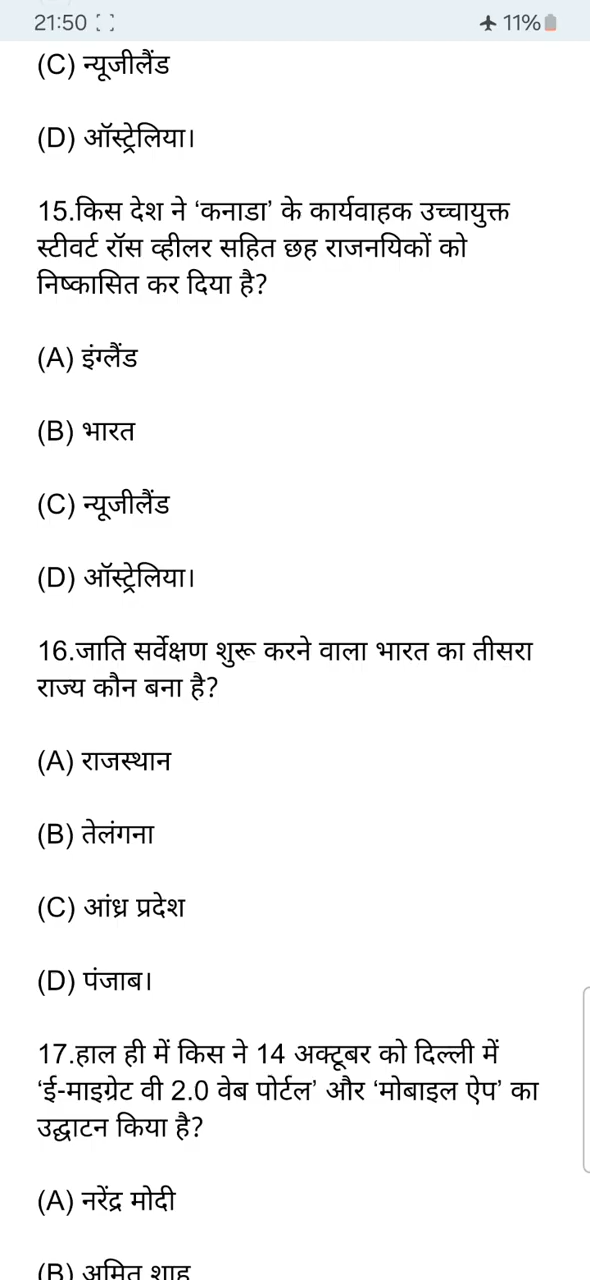 21:50
11%
(C) न्यूजीलैंड
(D) ऑस्ट्रेलिया।
15.किस देश ने ‘कनाडा’ के कार्यवाहक उच्चायुक्त
स्टीवर्ट रॉस व्हीलर सहित छह राजनयिकों को
निष्कासित कर दिया है?
(A) इंग्लैंड
(B) भारत
(C) न्यूजीलैंड
(D) ऑस्ट्रेलिया।
16.जाति सर्वेक्षण शुरू करने वाला भारत का तीसरा
राज्य कौन बना है?
(A) राजस्थान
(B) तेलंगना
(C) आंध्र प्रदेश
(D) पंजाब।
17.हाल ही में किस ने 14 अक्टूबर को दिल्ली में
‘ई-माइग्रेट वी 2.0 वेब पोर्टल’ और ‘मोबाइल ऐप’ का
उद्घाटन किया है?
(A) नरेंद्र मोदी
(B) अमित शाह